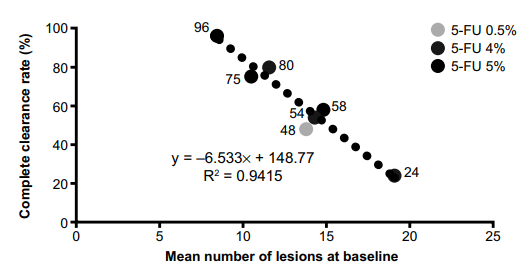 Complete clearance rate (%)
100
80
60
40
20
0
96
75
80
54
58
48
24
y = –6.533x + 148.77
R² = 0.9415
5-FU 0.5%
5-FU 4%
5-FU 5%
0
5
10
15
20
25
Mean number of lesions at baseline